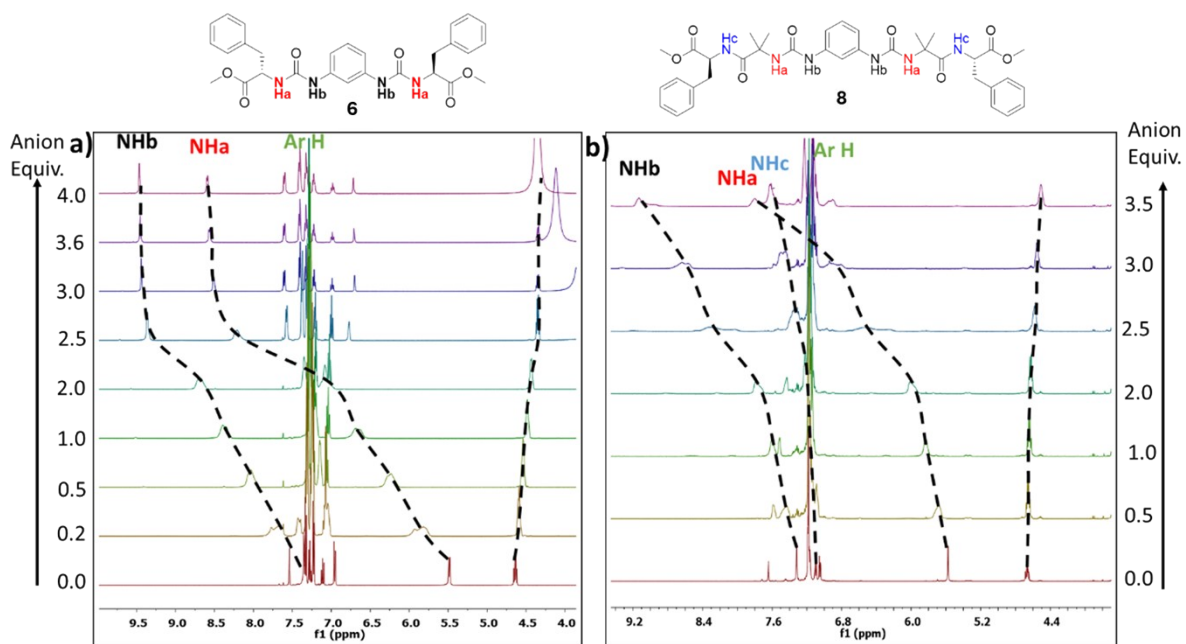 O O Ha Hb Hb Ha O O
N N N N
O H O
6
O O Hc O O Hc O
N N N N N N
Ha Hb Hb Ha
8
Anion
Equiv.
a)
NHb
NHa
Ar H
4.0
3.6
3.0
2.5
2.0
1.0
0.5
0.2
0.0
9.5 9.0 8.5 8.0 7.5 7.0 6.5 6.0 5.5 5.0 4.5 4.0
f1 (ppm)
b)
NHb
NHa
NHc
Ar H
Anion
Equiv.
3.5
3.0
2.5
2.0
1.0
0.5
0.0
9.2 8.4 7.6 6.8 6.0 5.2 4.4
f1 (ppm)